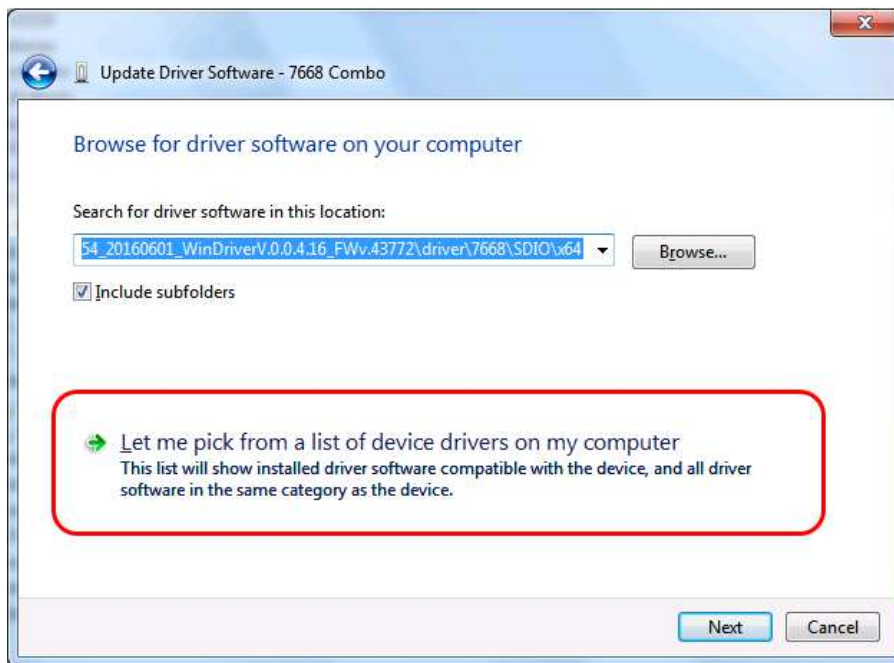 Update Driver Software - 7668 Combo
Browse for driver software on your computer
Search for driver software in this location:
54_20160601_WinDriverV.0.0.4.16_FWv.43772\driver\7668\SDIO\x64
Browse...
Include subfolders
Let me pick from a list of device drivers on my computer
This list will show installed driver software compatible with the device, and all driver
software in the same category as the device.
Next
Cancel